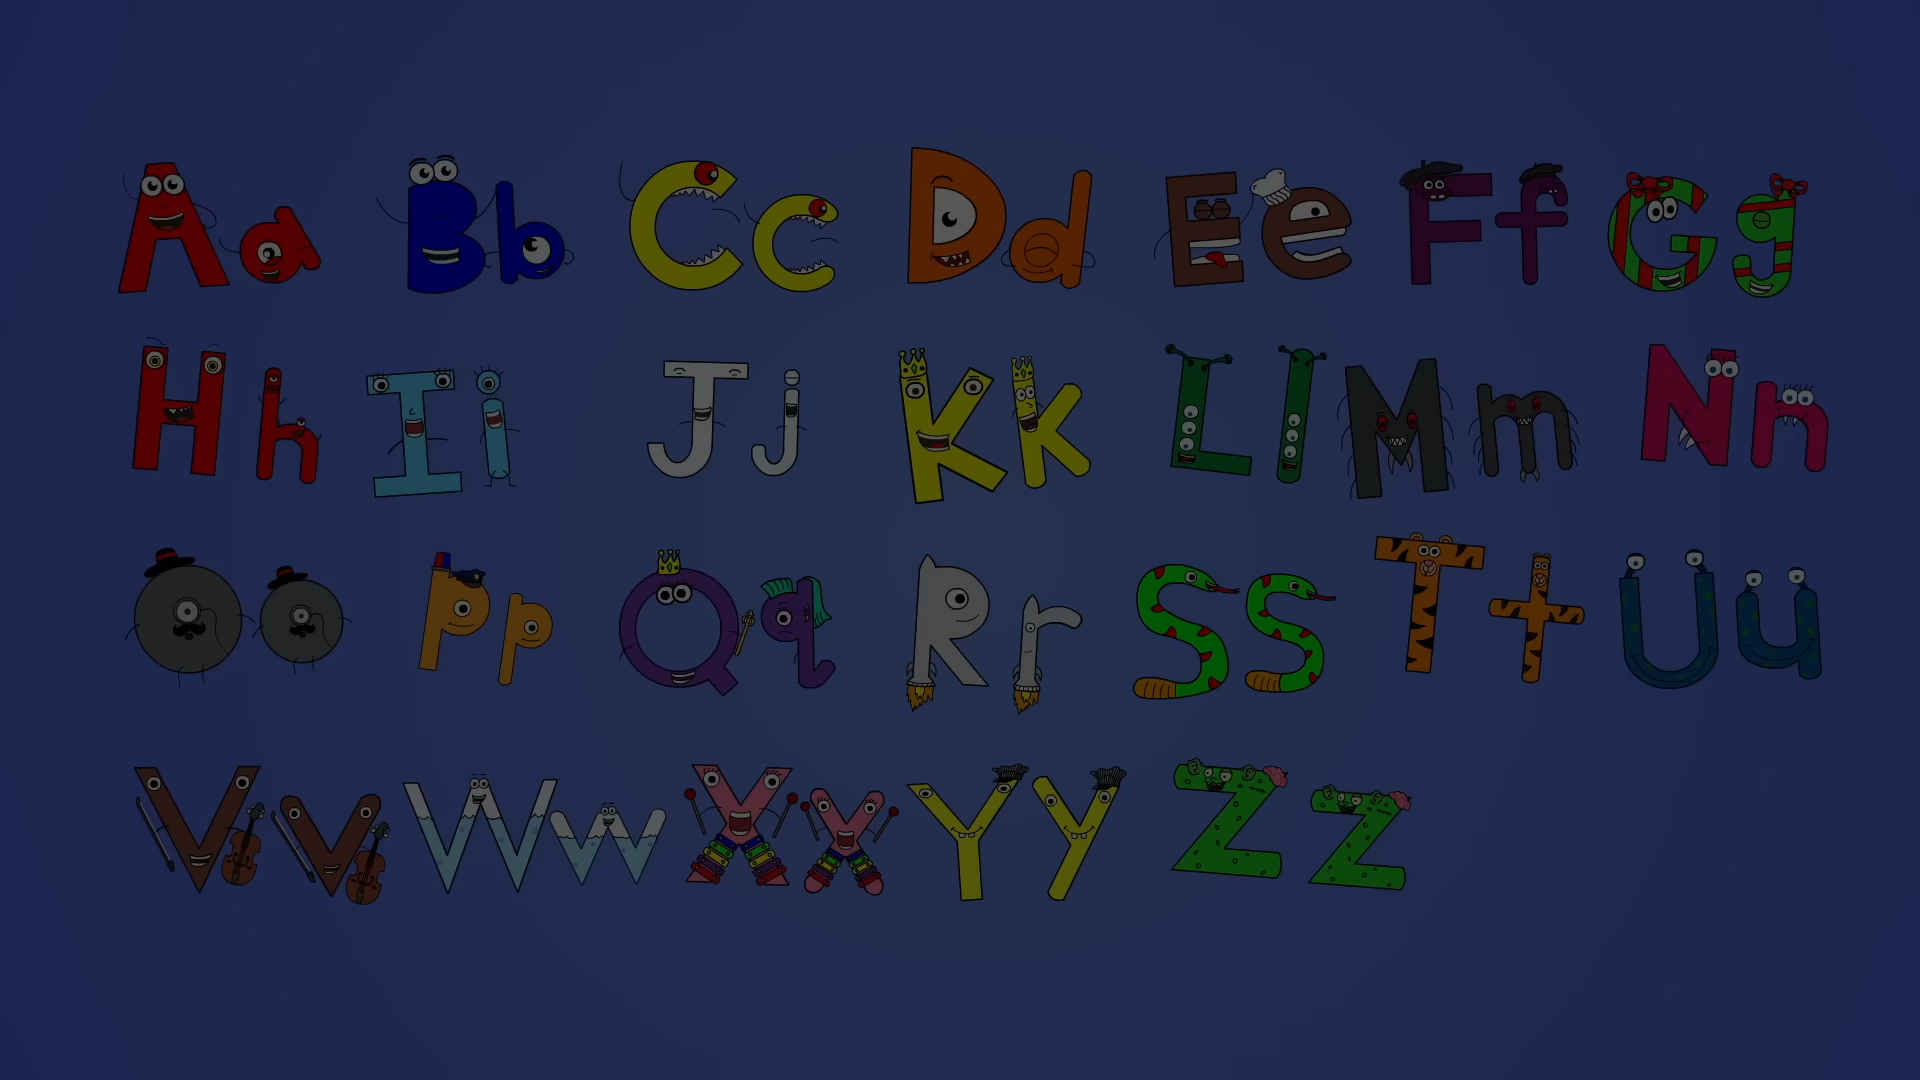 Aa Bb Cc Dd Ee Ff Gg
Hh Ii Jj Kk Ll Mm Nn
Oo Pp Qq Rr Ss Tt Uu
Vv Ww Xx Yy Zz